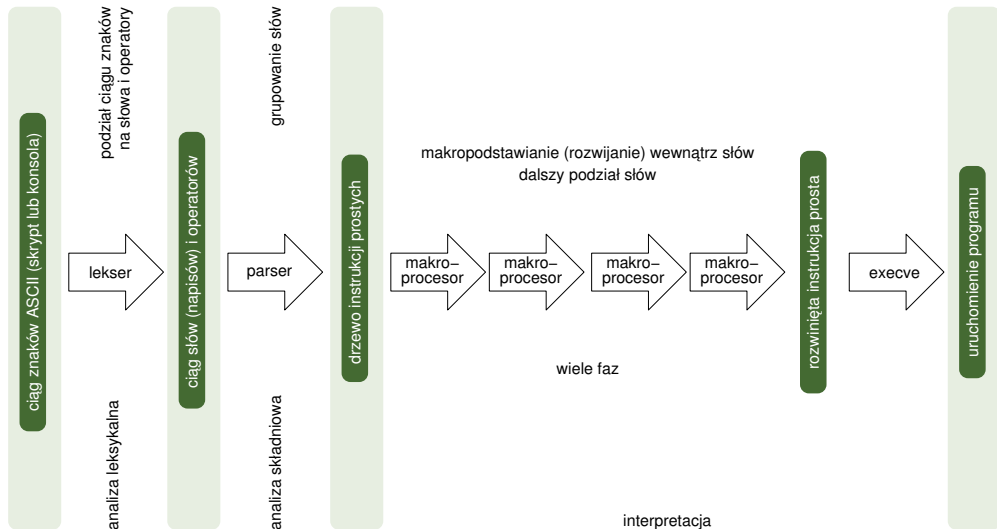 ciąg znaków ASCII (skrypt lub konsola)
podział ciągu znaków
na słowa i operatory
lekser
analiza leksykalna
ciąg słów (napisów) i operatorów
grupowanie słów
parser
analiza składniowa
drzewo instrukcji prostych
makropodstawianie (rozwijanie) wewnątrz słów
dalszy podział słów
makro−
procesor
makro−
procesor
makro−
procesor
makro−
procesor
wiele faz
interpretacja
rozwinięta instrukcja prosta
execve
uruchomienie programu